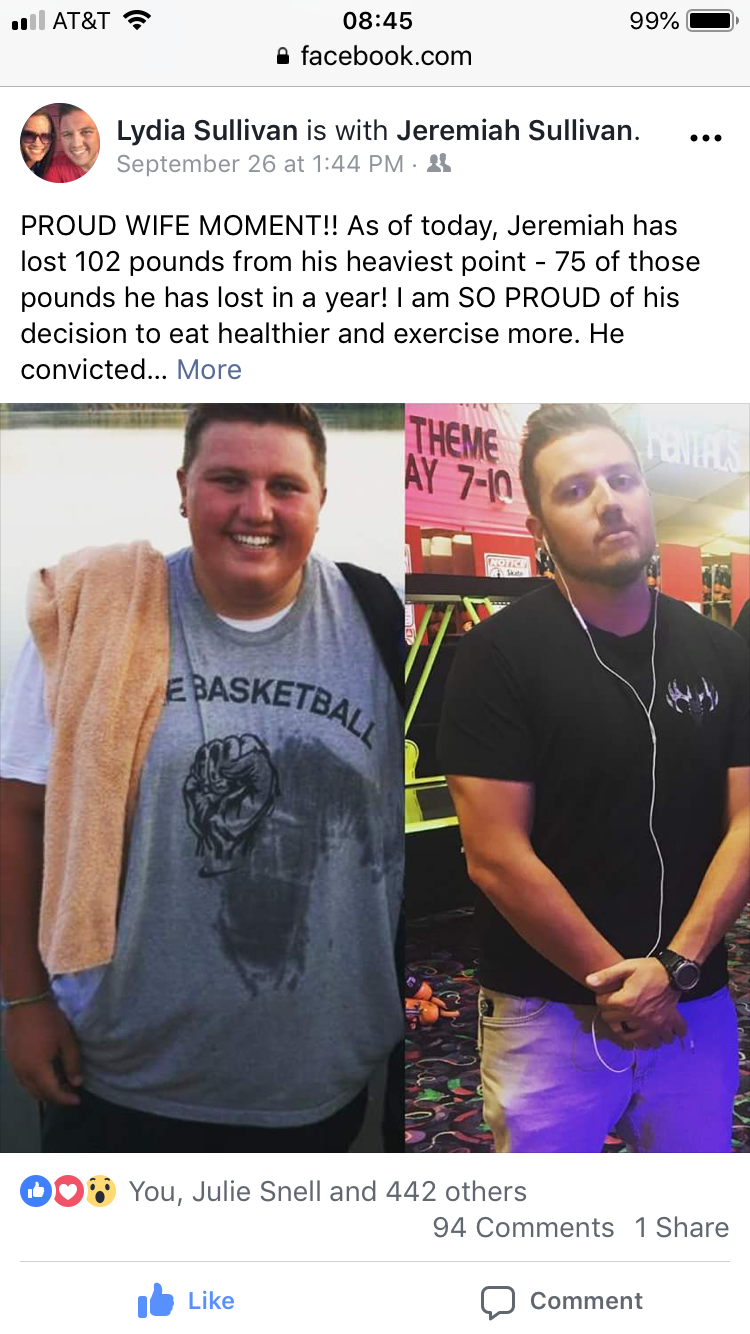 AT&T 08:45 99%
facebook.com
Lydia Sullivan is with Jeremiah Sullivan.
September 26 at 1:44 PM ·
PROUD WIFE MOMENT!! As of today, Jeremiah has
lost 102 pounds from his heaviest point - 75 of those
pounds he has lost in a year! I am SO PROUD of his
decision to eat healthier and exercise more. He
convicted... More
E BASKETBALL
THEME
AY 7-10
RENTALS
NOTICE
Skate
You, Julie Snell and 442 others
94 Comments 1 Share
Like Comment